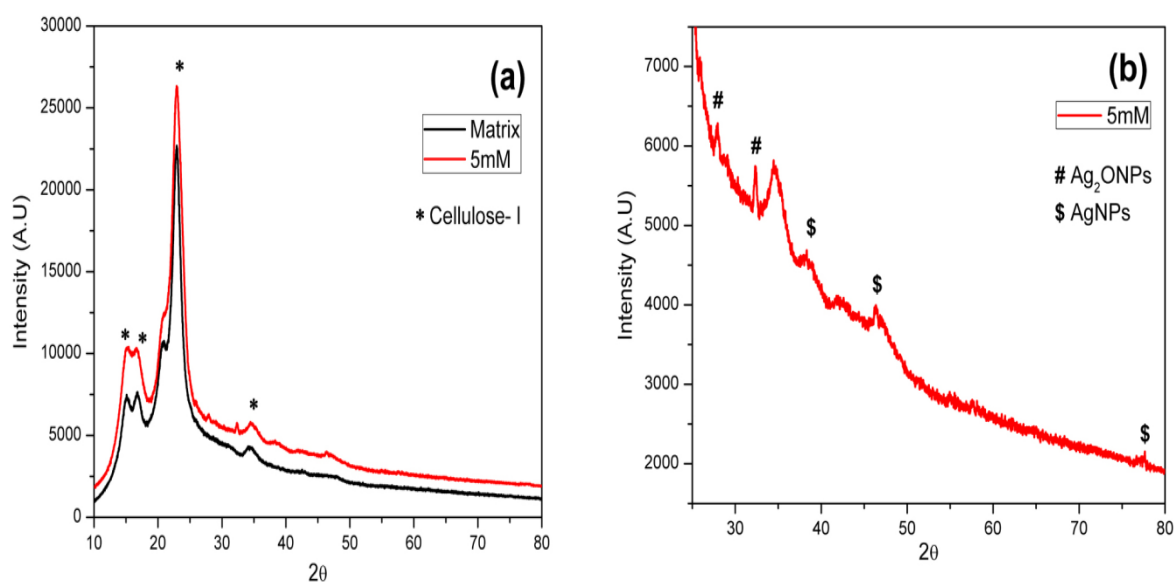 (a)
Intensity (A.U)
30000
25000
20000
15000
10000
5000
0
*
* *
*
Matrix
5mM
* Cellulose- I
10 20 30 40 50 60 70 80
2θ
(b)
Intensity (A.U)
7000
6000
5000
4000
3000
2000
#
#
$
$
$
5mM
# Ag₂ONPs
$ AgNPs
30 40 50 60 70 80
2θ